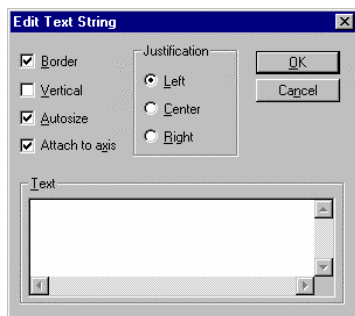 Edit Text String
Border
Vertical
Autosize
Attach to axis
Justification
Left
Center
Right
OK
Cancel
Text